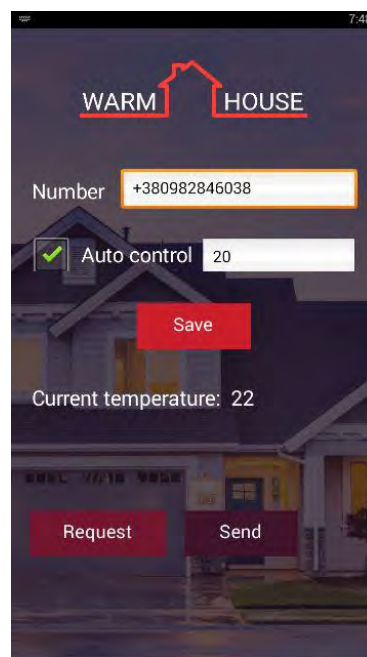 7:48
WARM HOUSE
Number +380982846038
Auto control 20
Save
Current temperature: 22
Request Send